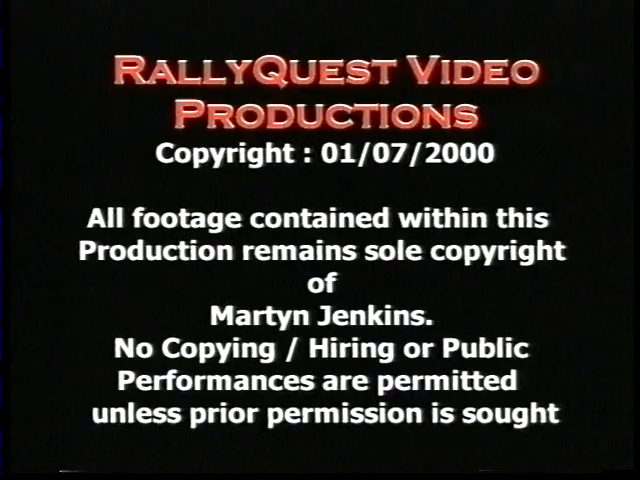 RALLYQUEST VIDEO
PRODUCTIONS
Copyright : 01/07/2000
All footage contained within this
Production remains sole copyright
of
Martyn Jenkins.
No Copying / Hiring or Public
Performances are permitted
unless prior permission is sought